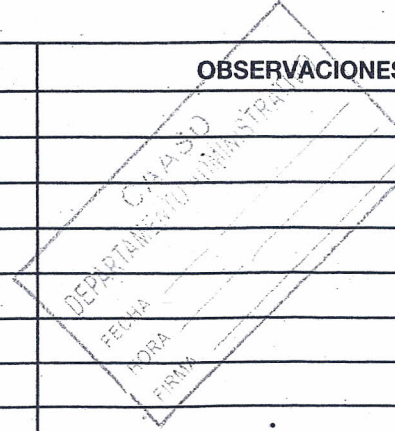 OBSERVACIONES
CAASD
DEPARTAMENTO ADMINISTRATIVO
FECHA
HORA
FIRMA